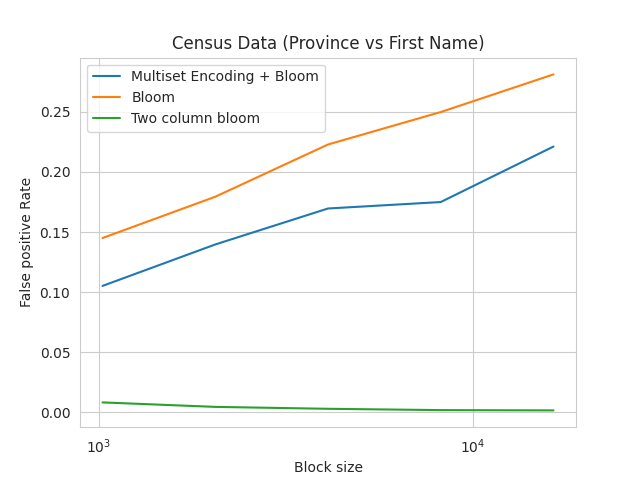 Census Data (Province vs First Name)
Multiset Encoding + Bloom
Bloom
Two column bloom
False positive Rate
0.25
0.20
0.15
0.10
0.05
0.00
10³
10⁴
Block size